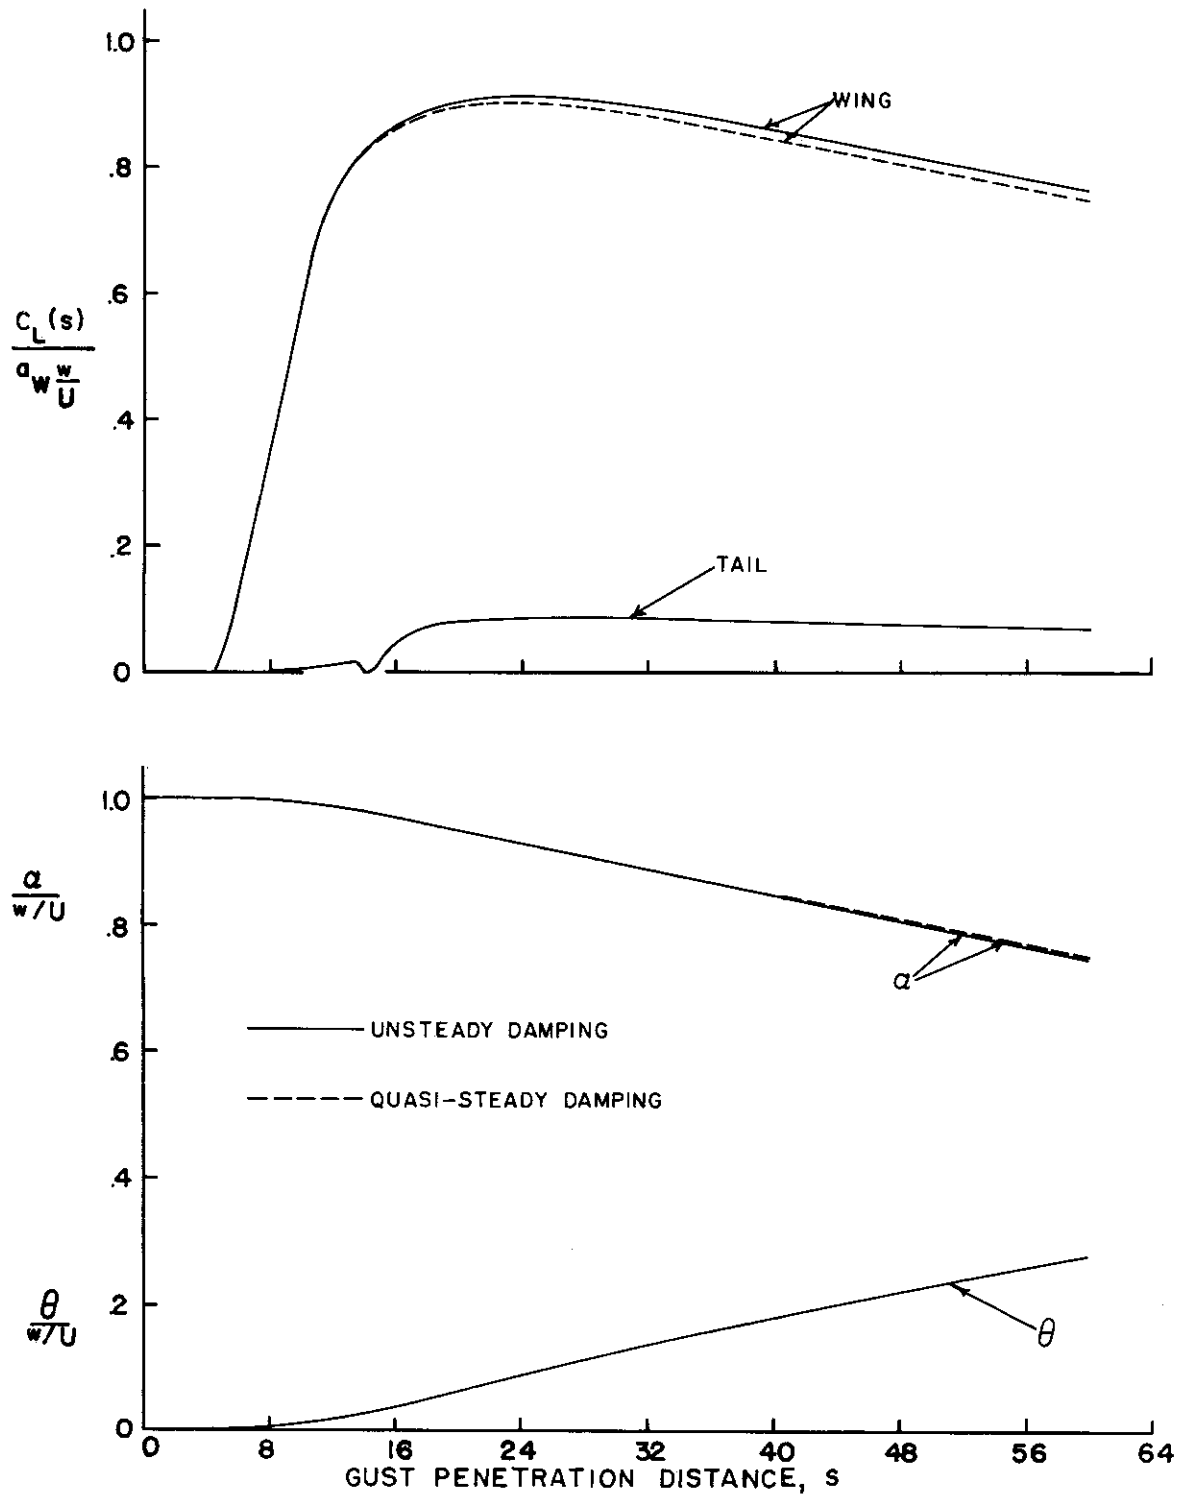 1.0
WING
.8
.6
C_L(s)
a_W w/U
.4
.2
TAIL
0
1.0
α
w/U
.8
α
UNSTEADY DAMPING
.6
QUASI-STEADY DAMPING
.4
.2
θ
w/U
θ
0
0 8 16 24 32 40 48 56 64
GUST PENETRATION DISTANCE, s